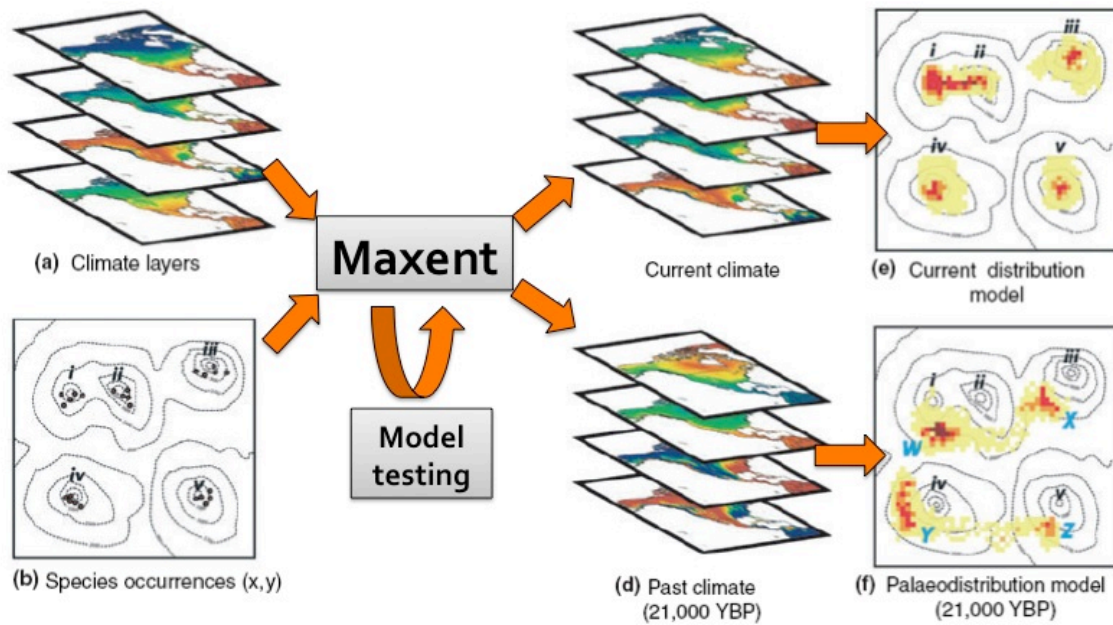 (a) Climate layers
i
ii
iii
iv
v
(b) Species occurrences (x,y)
Maxent
Model
testing
Current climate
(d) Past climate
(21,000 YBP)
i
ii
iii
iv
v
(e) Current distribution
model
i
ii
iii
W
X
iv
v
Y
Z
(f) Palaeodistribution model
(21,000 YBP)